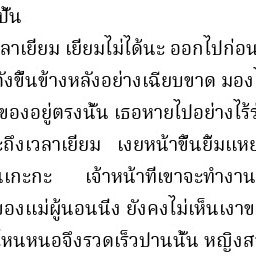 ปั้น
ลาเยี่ยม เยี่ยมไม่ได้นะ ออกไปก่อน
ดังขึ้นข้างหลังอย่างเฉียบขาด มอง
ของอยู่ตรงนั้น เธอหายไปอย่างไร้ร
ะถึงเวลาเยี่ยม เงยหน้าขึ้นยิ้มแหย
นเกะกะ เจ้าหน้าที่เขาจะทำงาน
ของแม่ผู้นอนนิ่ง ยังคงไม่เห็นเงาข
ไหนหนอจึงรวดเร็วปานนั้น หญิงส